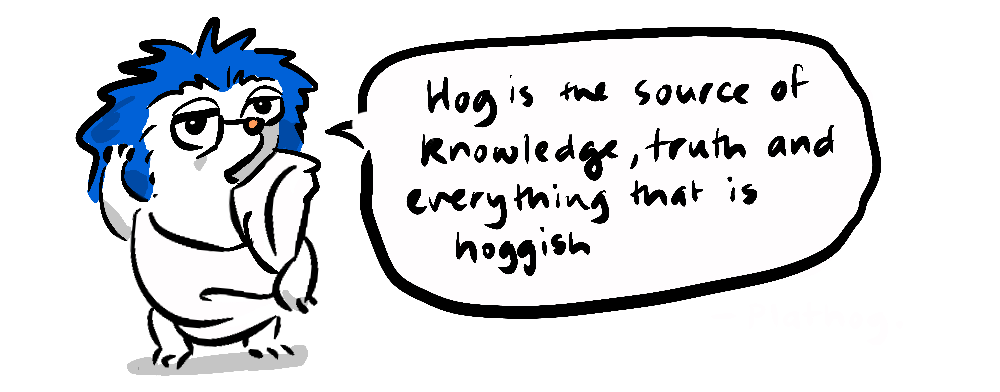 Hog is the source of
knowledge, truth and
everything that is
hoggish